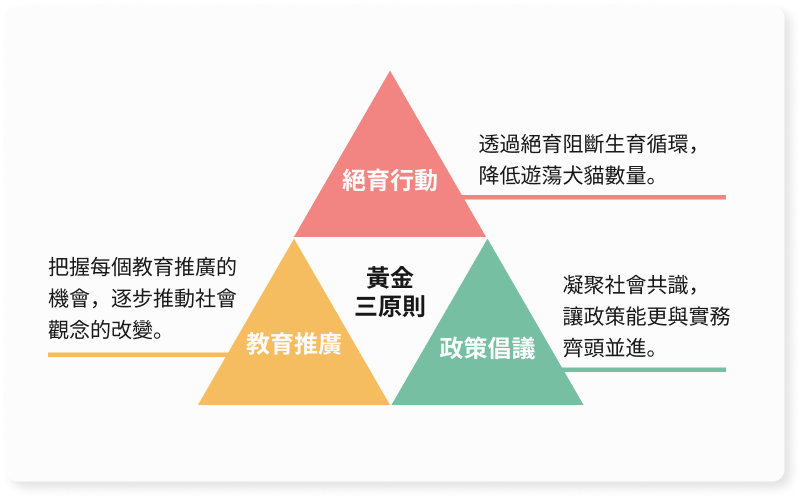 絕育行動
透過絕育阻斷生育循環，
降低遊蕩犬貓數量。
黃金
三原則
教育推廣
把握每個教育推廣的
機會，逐步推動社會
觀念的改變。
政策倡議
凝聚社會共識，
讓政策能更與實務
齊頭並進。